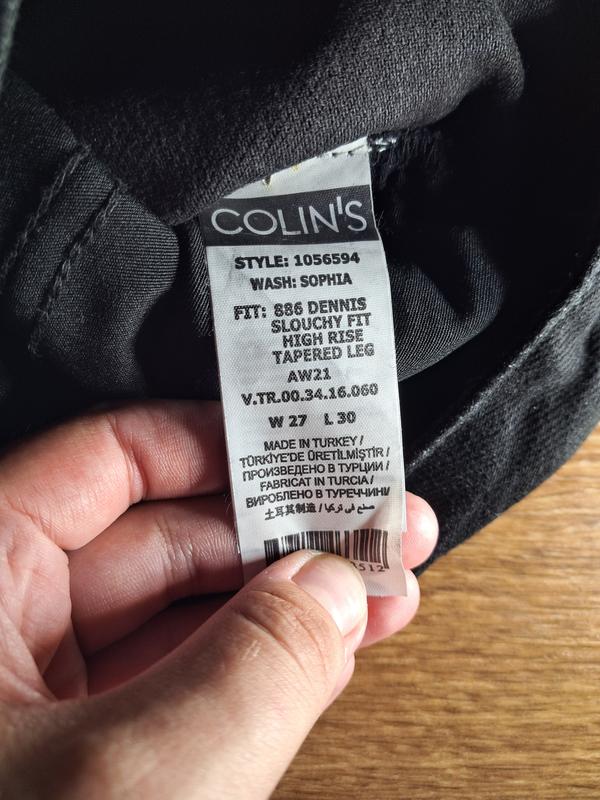 COLIN'S
STYLE: 1056594
WASH: SOPHIA
FIT: 886 DENNIS
SLOUCHY FIT
HIGH RISE
TAPERED LEG
AW21
V.TR.00.34.16.060
W 27 L 30
MADE IN TURKEY /
TÜRKİYE'DE ÜRETİLMİŞTİR /
ПРОИЗВЕДЕНО В ТУРЦИИ /
FABRICAT IN TURCIA /
ВИРОБЛЕНО В ТУРЕЧЧИНІ/
土耳其制造 / صنع في تركيا
512